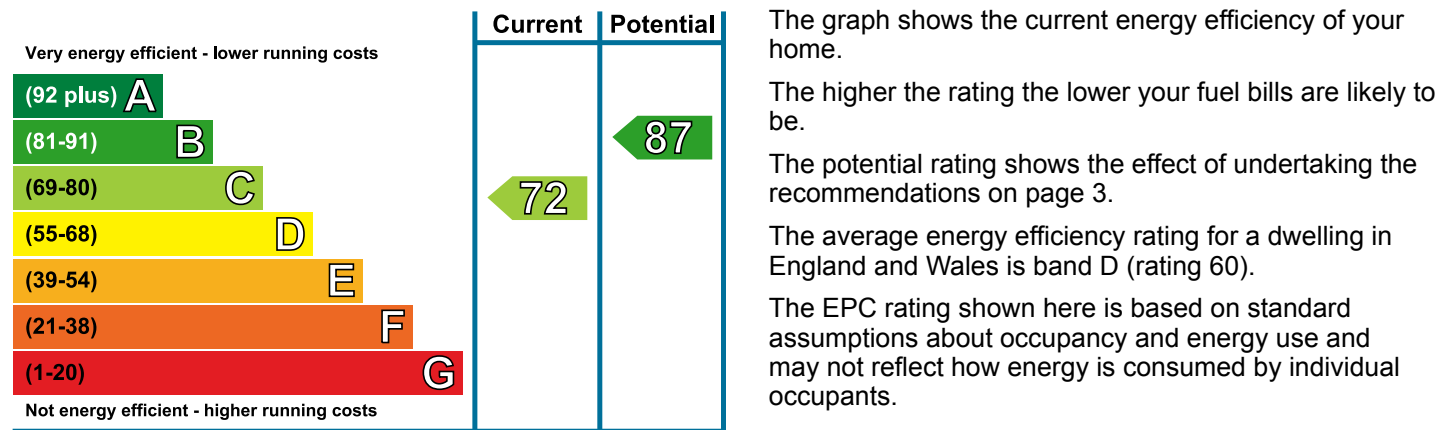 Current Potential
Very energy efficient - lower running costs
(92 plus) A
(81-91) B
87
(69-80) C
72
(55-68) D
(39-54) E
(21-38) F
(1-20) G
Not energy efficient - higher running costs
The graph shows the current energy efficiency of your
home.
The higher the rating the lower your fuel bills are likely to
be.
The potential rating shows the effect of undertaking the
recommendations on page 3.
The average energy efficiency rating for a dwelling in
England and Wales is band D (rating 60).
The EPC rating shown here is based on standard
assumptions about occupancy and energy use and
may not reflect how energy is consumed by individual
occupants.